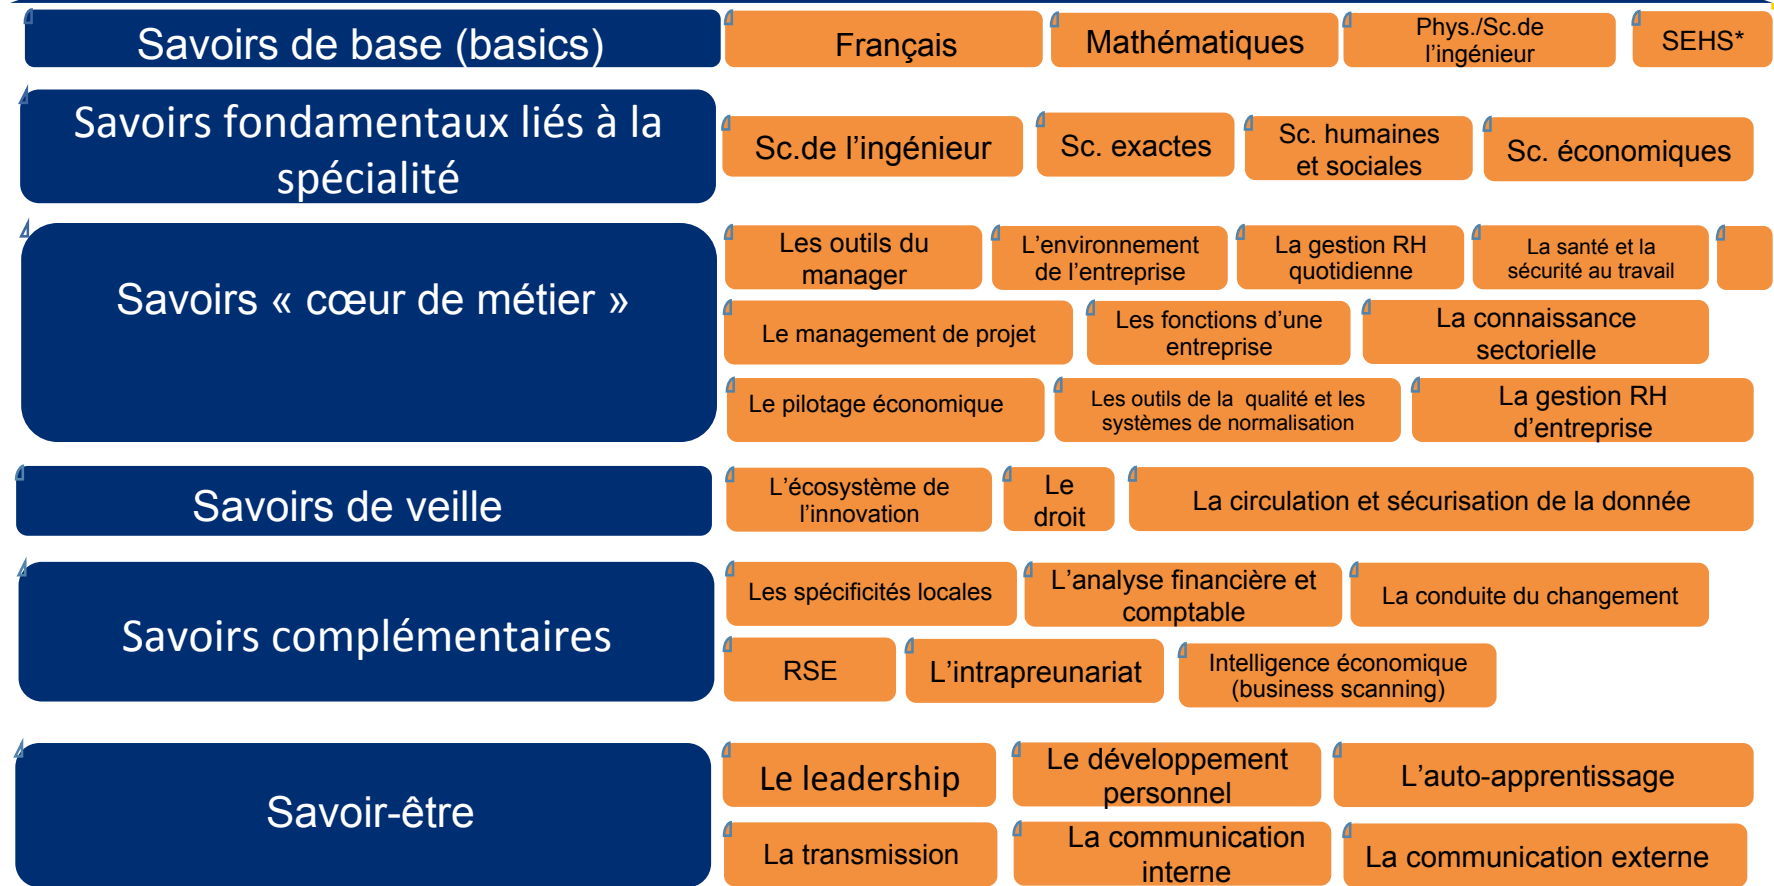 Savoirs de base (basics)
Français
Mathématiques
Phys./Sc.de
l’ingénieur
SEHS*
Savoirs fondamentaux liés à la
spécialité
Sc.de l’ingénieur
Sc. exactes
Sc. humaines
et sociales
Sc. économiques
Savoirs « cœur de métier »
Les outils du
manager
L’environnement
de l’entreprise
La gestion RH
quotidienne
La santé et la
sécurité au travail
Le management de projet
Les fonctions d’une
entreprise
La connaissance
sectorielle
Le pilotage économique
Les outils de la  qualité et les
systèmes de normalisation
La gestion RH
d’entreprise
Savoirs de veille
L’écosystème de
l’innovation
Le
droit
La circulation et sécurisation de la donnée
Savoirs complémentaires
Les spécificités locales
L’analyse financière et
comptable
La conduite du changement
RSE
L’intrapreunariat
Intelligence économique
(business scanning)
Savoir-être
Le leadership
Le développement
personnel
L’auto-apprentissage
La transmission
La communication
interne
La communication externe